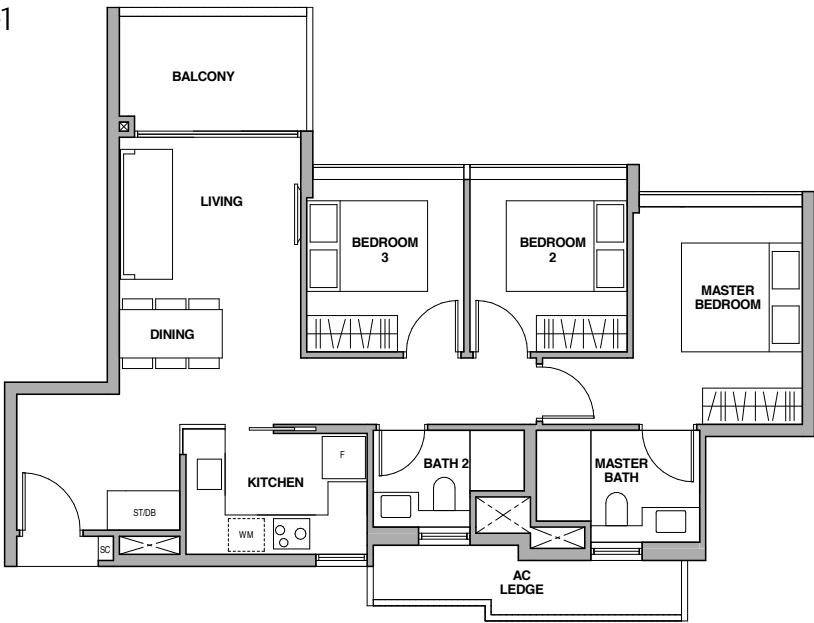 1
BALCONY
LIVING
BEDROOM
3
BEDROOM
2
MASTER
BEDROOM
DINING
KITCHEN
F
BATH 2
MASTER
BATH
ST/DB
WM
SC
AC
LEDGE